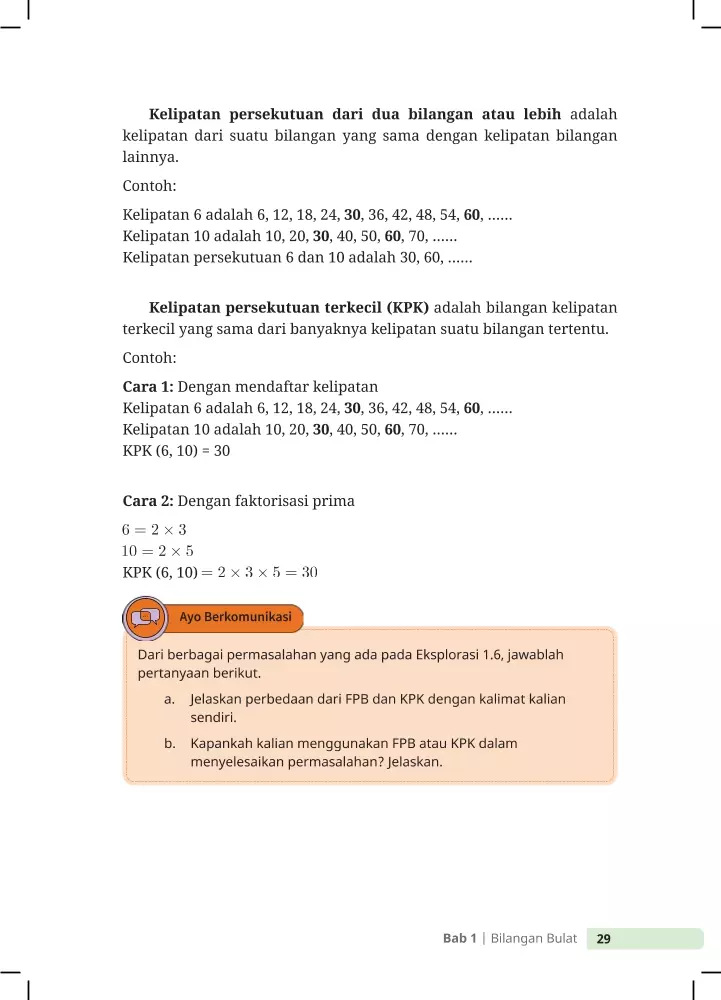 Kelipatan persekutuan dari dua bilangan atau lebih adalah
kelipatan dari suatu bilangan yang sama dengan kelipatan bilangan
lainnya.
Contoh:
Kelipatan 6 adalah 6, 12, 18, 24, 30, 36, 42, 48, 54, 60, ......
Kelipatan 10 adalah 10, 20, 30, 40, 50, 60, 70, ......
Kelipatan persekutuan 6 dan 10 adalah 30, 60, ......
Kelipatan persekutuan terkecil (KPK) adalah bilangan kelipatan
terkecil yang sama dari banyaknya kelipatan suatu bilangan tertentu.
Contoh:
Cara 1: Dengan mendaftar kelipatan
Kelipatan 6 adalah 6, 12, 18, 24, 30, 36, 42, 48, 54, 60, ......
Kelipatan 10 adalah 10, 20, 30, 40, 50, 60, 70, ......
KPK (6, 10) = 30
Cara 2: Dengan faktorisasi prima
6 = 2 × 3
10 = 2 × 5
KPK (6, 10) = 2 × 3 × 5 = 30
Ayo Berkomunikasi
Dari berbagai permasalahan yang ada pada Eksplorasi 1.6, jawablah
pertanyaan berikut.
a. Jelaskan perbedaan dari FPB dan KPK dengan kalimat kalian
sendiri.
b. Kapankah kalian menggunakan FPB atau KPK dalam
menyelesaikan permasalahan? Jelaskan.
Bab 1 | Bilangan Bulat 29